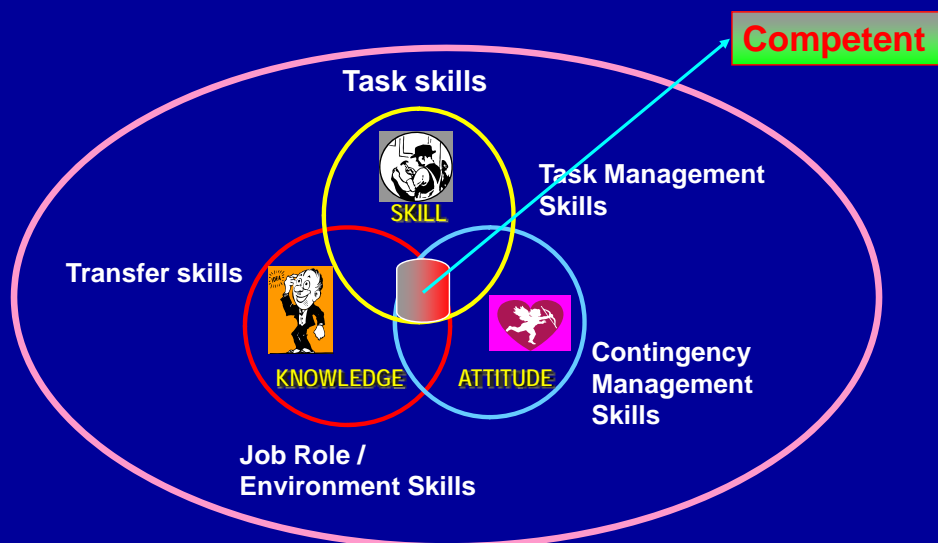 Competent
Task skills
Task Management
Skills
SKILL
Transfer skills
KNOWLEDGE
ATTITUDE
Contingency
Management
Skills
Job Role /
Environment Skills